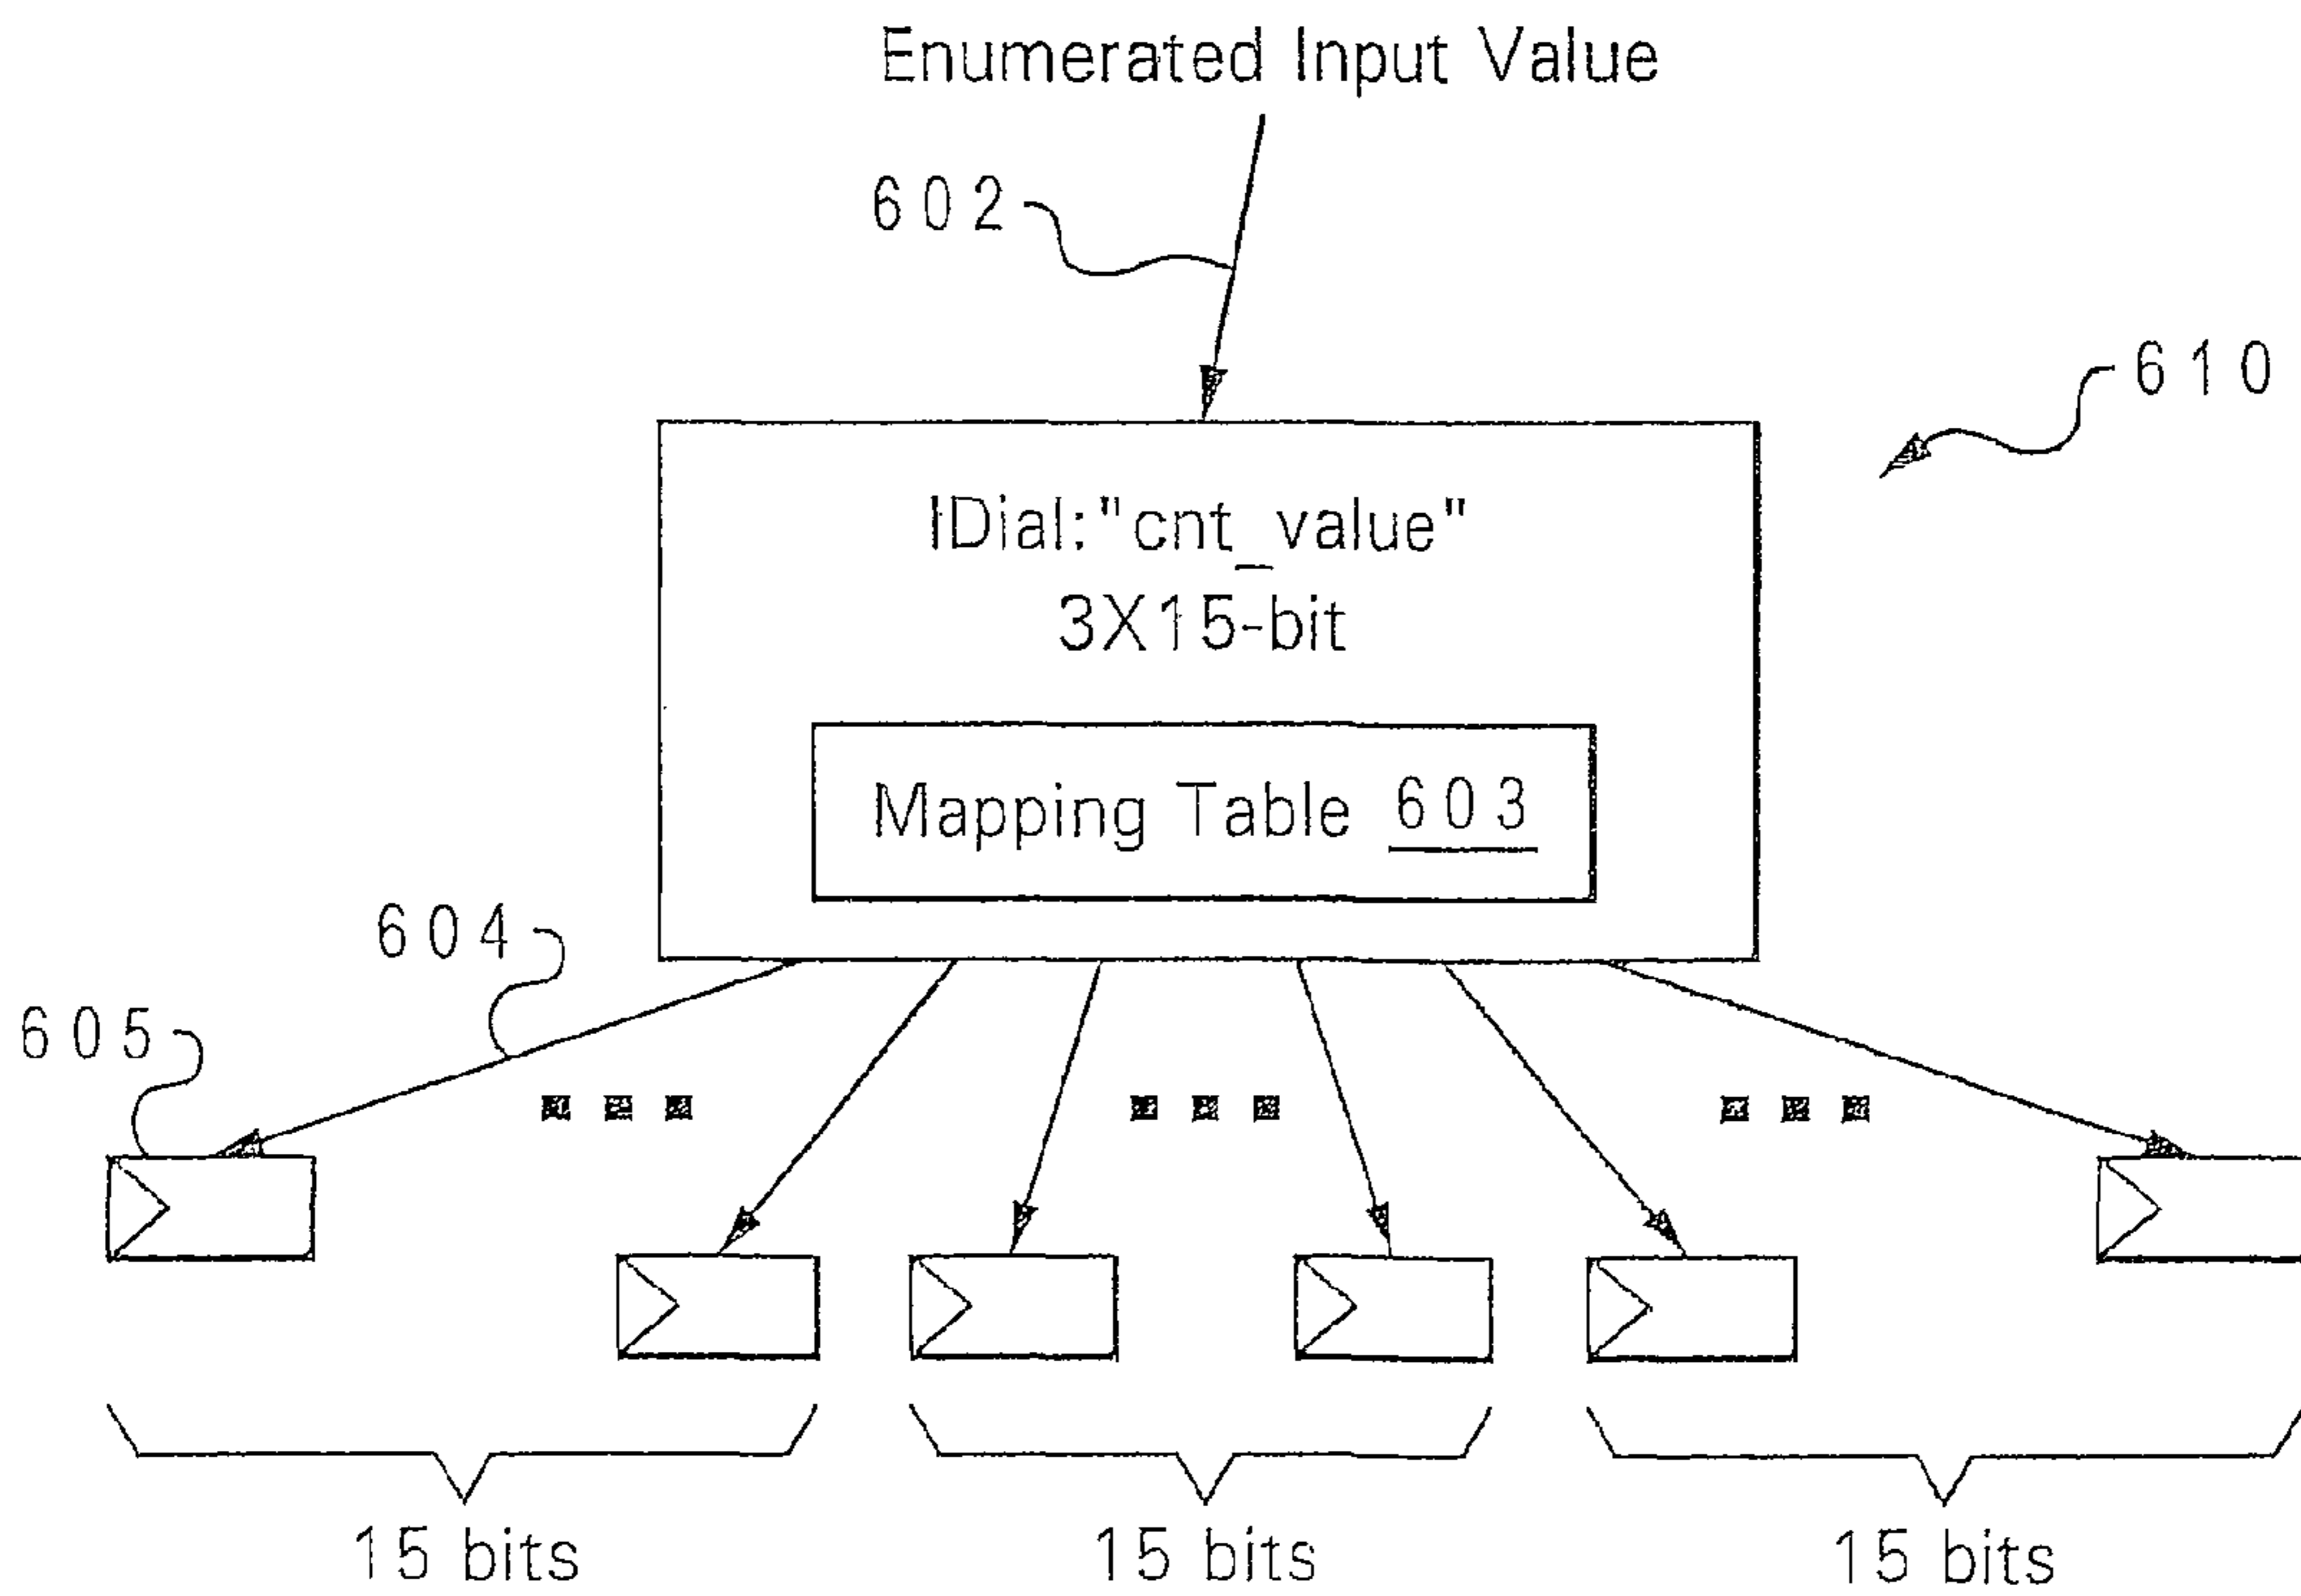 Enumerated Input Value
602
610
IDial:"cnt_value"
3X15-bit
Mapping Table 603
604
605
15 bits 15 bits 15 bits